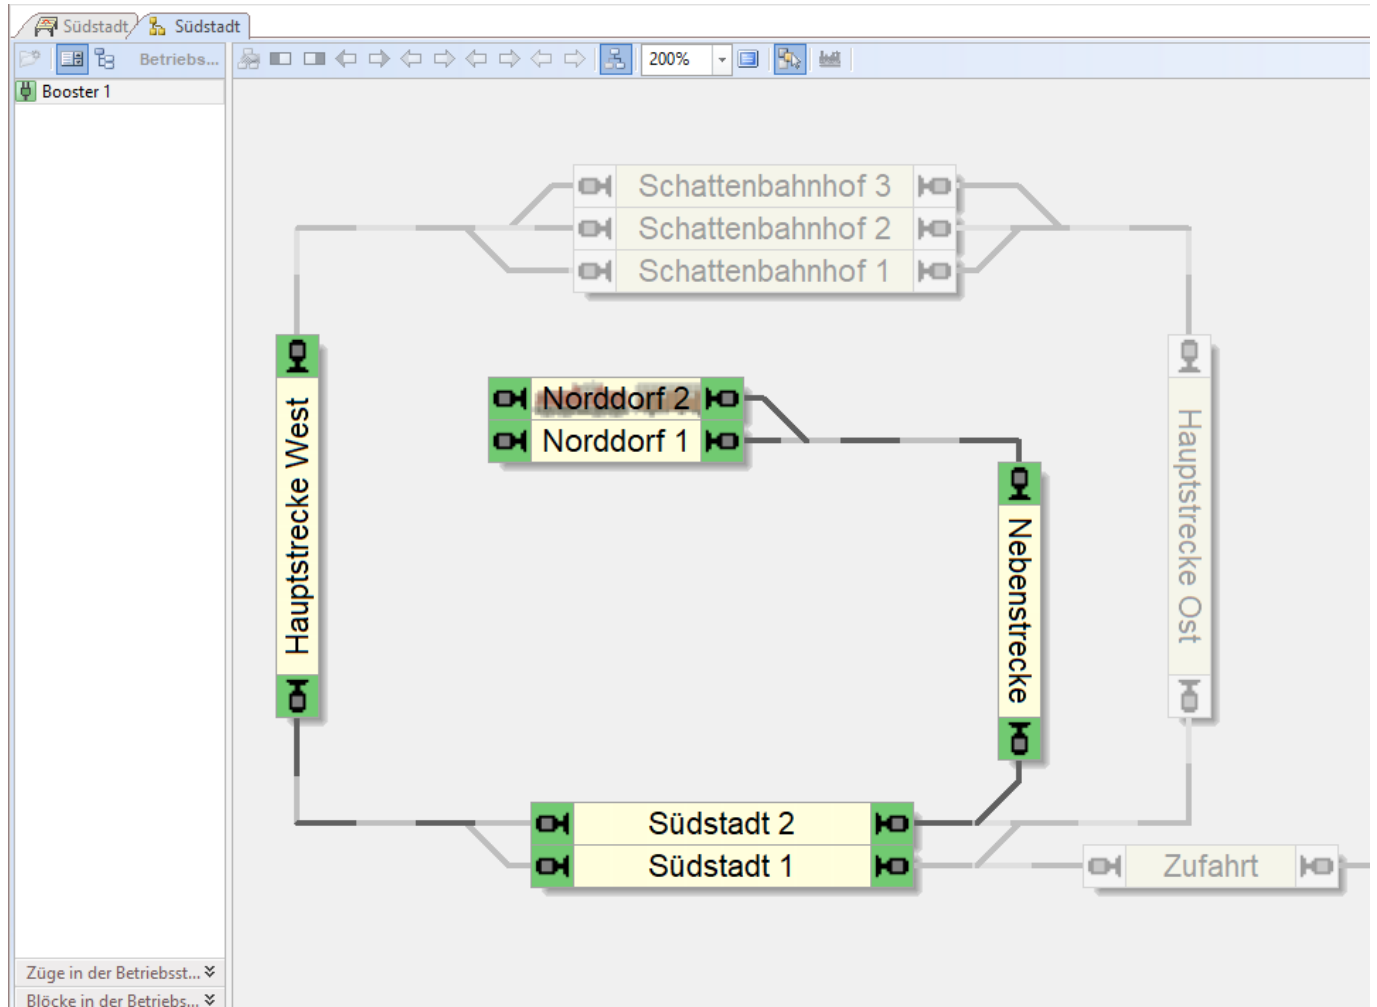 Südstadt Südstadt
Betriebs... 200%
Booster 1
Schattenbahnhof 3
Schattenbahnhof 2
Schattenbahnhof 1
Hauptstrecke West
Norddorf 2
Norddorf 1
Nebenstrecke
Hauptstrecke Ost
Südstadt 2
Südstadt 1
Zufahrt
Züge in der Betriebsst...
Blöcke in der Betriebs...